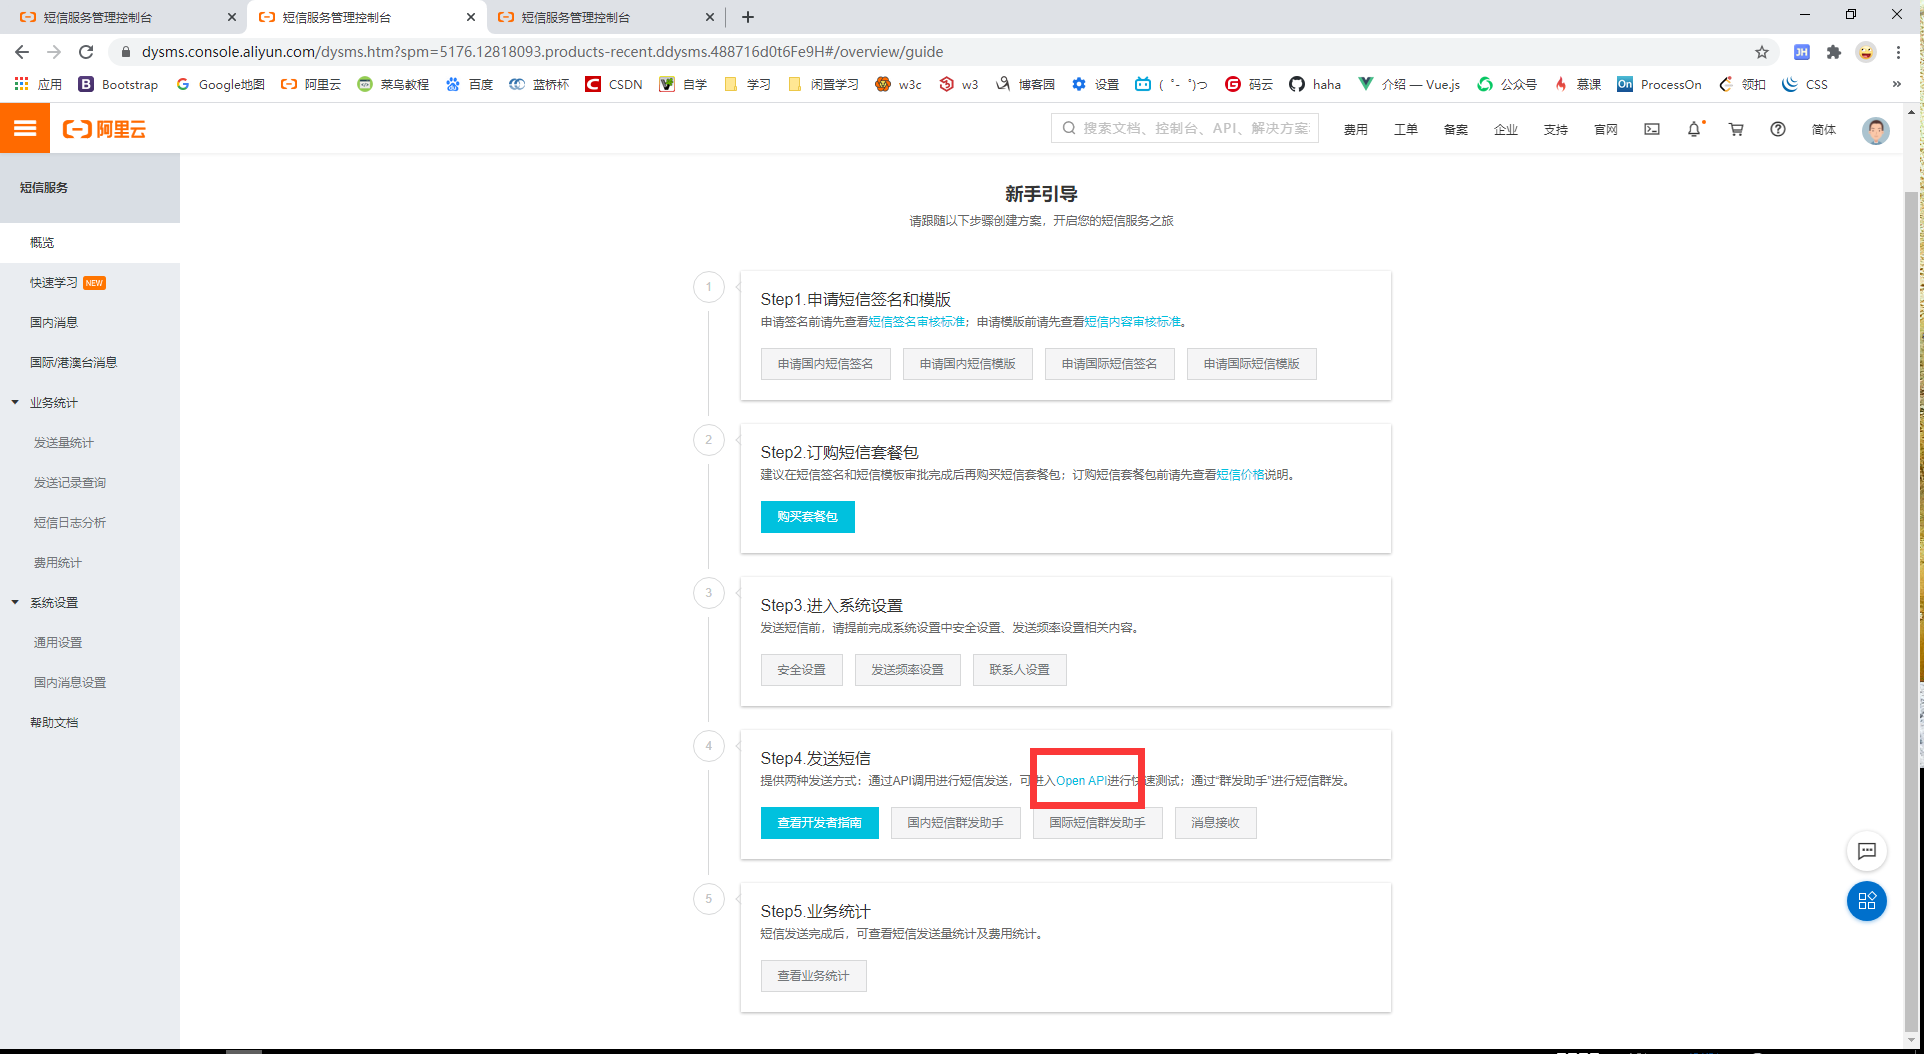 短信服务管理控制台
短信服务管理控制台
短信服务管理控制台
dysms.console.aliyun.com/dysms.htm?spm=5176.12818093.products-recent.ddysms.488716d0t6Fe9H#/overview/guide
应用 Bootstrap Google地图 阿里云 菜鸟教程 百度 蓝桥杯 CSDN 自学 学习 闲置学习 w3c w3 博客园 设置 ( ゜- ゜)つ 码云 haha 介绍 — Vue.js 公众号 慕课 ProcessOn 领扣 CSS »
阿里云
搜索文档、控制台、API、解决方案
费用 工单 备案 企业 支持 官网 简体
短信服务
概览
快速学习 NEW
国内消息
国际/港澳台消息
业务统计
发送量统计
发送记录查询
短信日志分析
费用统计
系统设置
通用设置
国内消息设置
帮助文档
新手引导
请跟随以下步骤创建方案，开启您的短信服务之旅
1
Step1.申请短信签名和模版
申请签名前请先查看短信签名审核标准；申请模版前请先查看短信内容审核标准。
申请国内短信签名 申请国内短信模版 申请国际短信签名 申请国际短信模版
2
Step2.订购短信套餐包
建议在短信签名和短信模板审批完成后再购买短信套餐包；订购短信套餐包前请先查看短信价格说明。
购买套餐包
3
Step3.进入系统设置
发送短信前，请提前完成系统设置中安全设置、发送频率设置相关内容。
安全设置 发送频率设置 联系人设置
4
Step4.发送短信
提供两种发送方式：通过API调用进行短信发送，可进入Open API进行快速测试；通过“群发助手”进行短信群发。
查看开发者指南 国内短信群发助手 国际短信群发助手 消息接收
5
Step5.业务统计
短信发送完成后，可查看短信发送量统计及费用统计。
查看业务统计